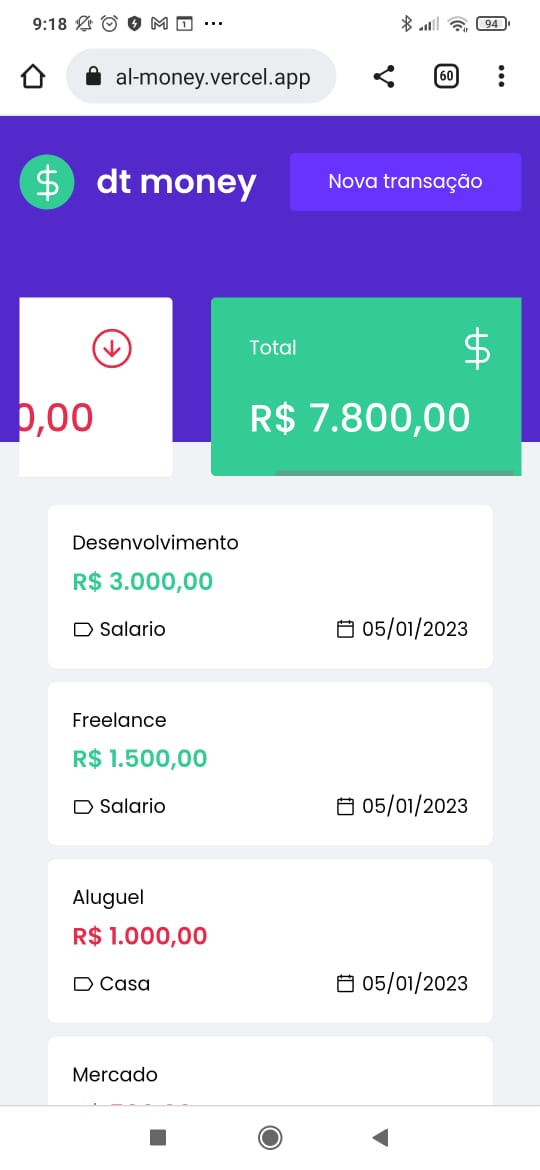 9:18
94
al-money.vercel.app
60
dt money
Nova transação
Total
0,00
R$ 7.800,00
Desenvolvimento
R$ 3.000,00
Salario 05/01/2023
Freelance
R$ 1.500,00
Salario 05/01/2023
Aluguel
R$ 1.000,00
Casa 05/01/2023
Mercado